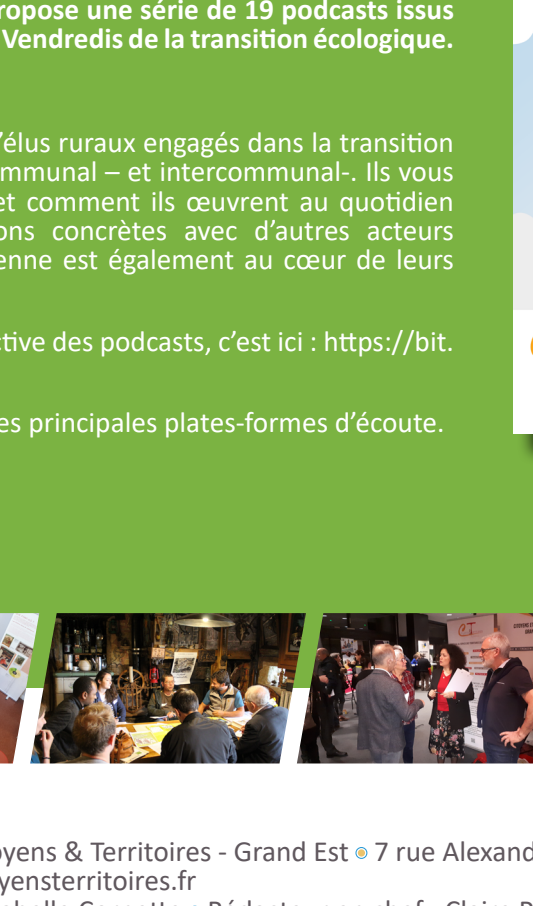 ropose une série de 19 podcasts issus
Vendredis de la transition écologique.
'élus ruraux engagés dans la transition
mmunal – et intercommunal-. Ils vous
et comment ils œuvrent au quotidien
ons concrètes avec d'autres acteurs
enne est également au cœur de leurs
ctive des podcasts, c'est ici : https://bit.
es principales plates-formes d'écoute.
oyens & Territoires - Grand Est 7 rue Alexand
yensterritoires.fr